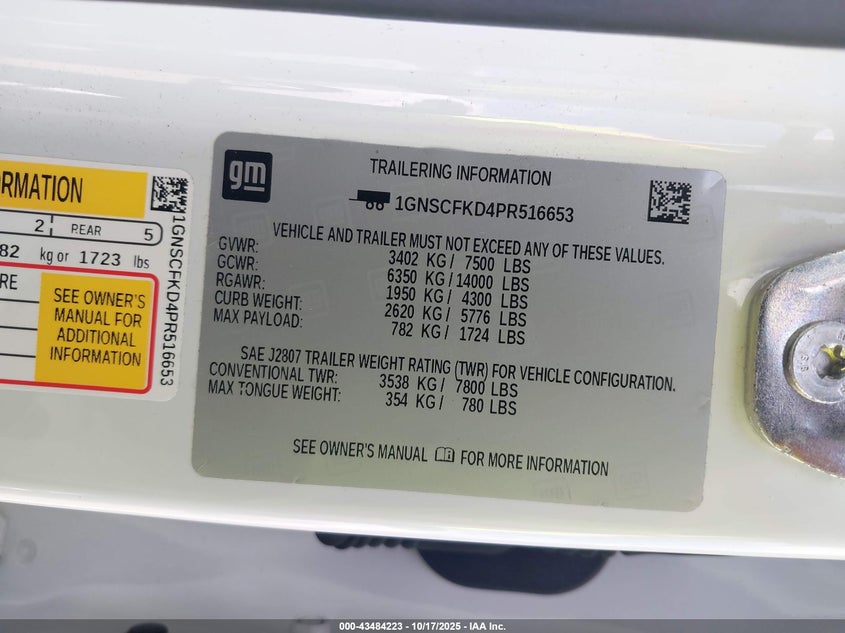 ORMATION
2 REAR 5
82 kg or 1723 lbs
RE
SEE OWNER'S
MANUAL FOR
ADDITIONAL
INFORMATION
1GNSCFKD4PR516653
gm
TRAILERING INFORMATION
1GNSCFKD4PR516653
VEHICLE AND TRAILER MUST NOT EXCEED ANY OF THESE VALUES.
GVWR: 3402 KG / 7500 LBS
GCWR: 6350 KG / 14000 LBS
RGAWR: 1950 KG / 4300 LBS
CURB WEIGHT: 2620 KG / 5776 LBS
MAX PAYLOAD: 782 KG / 1724 LBS
SAE J2807 TRAILER WEIGHT RATING (TWR) FOR VEHICLE CONFIGURATION.
CONVENTIONAL TWR: 3538 KG / 7800 LBS
MAX TONGUE WEIGHT: 354 KG / 780 LBS
SEE OWNER'S MANUAL FOR MORE INFORMATION
000-43484223 - 10/17/2025 - IAA Inc.